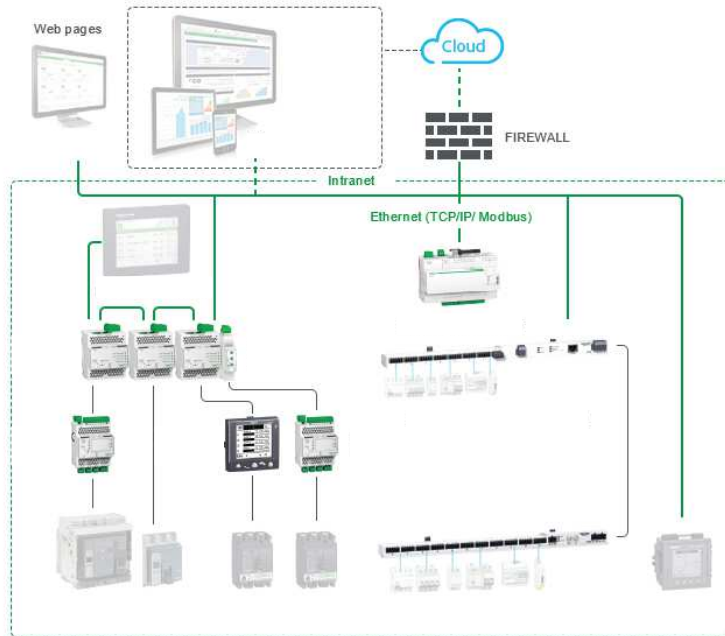 Web pages
Cloud
FIREWALL
Intranet
Ethernet (TCP/IP/ Modbus)